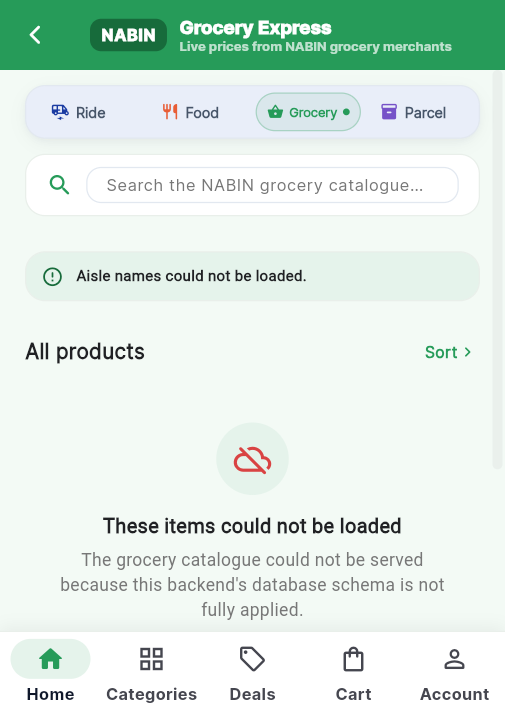 NABIN
Grocery Express
Live prices from NABIN grocery merchants
Ride
Food
Grocery
Parcel
Search the NABIN grocery catalogue...
Aisle names could not be loaded.
All products
Sort
These items could not be loaded
The grocery catalogue could not be served
because this backend's database schema is not
fully applied.
Home
Categories
Deals
Cart
Account